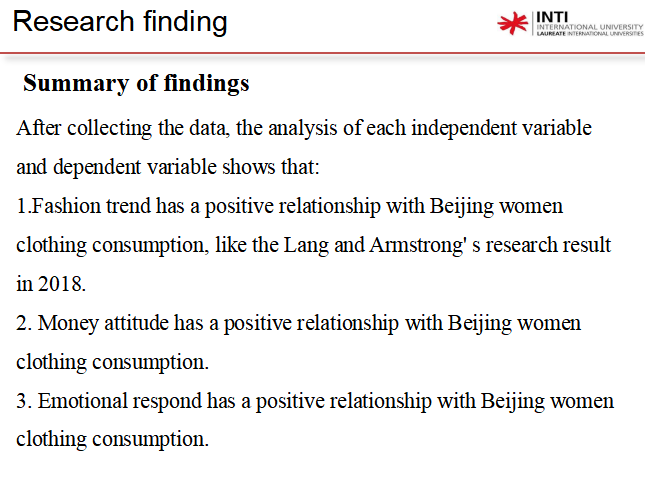 Research finding
INTI
INTERNATIONAL UNIVERSITY
LAUREATE INTERNATIONAL UNIVERSITIES
Summary of findings
After collecting the data, the analysis of each independent variable
and dependent variable shows that:
1.Fashion trend has a positive relationship with Beijing women
clothing consumption, like the Lang and Armstrong' s research result
in 2018.
2. Money attitude has a positive relationship with Beijing women
clothing consumption.
3. Emotional respond has a positive relationship with Beijing women
clothing consumption.